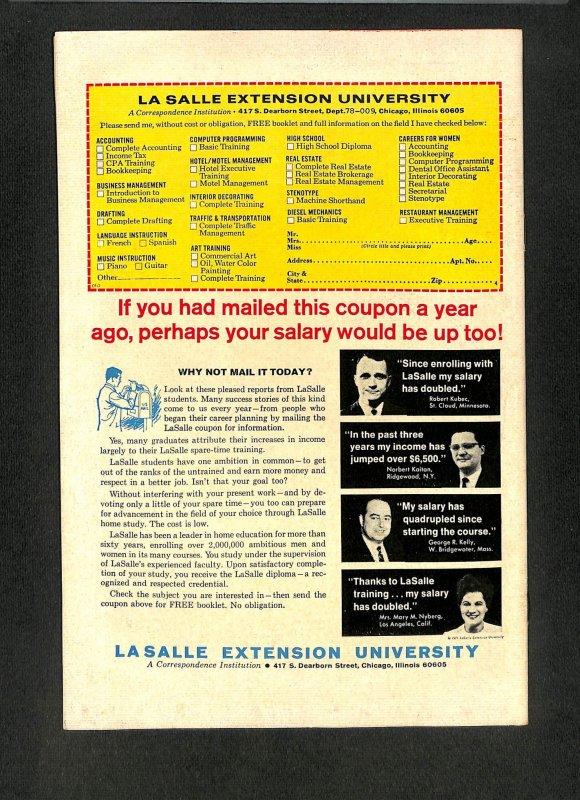 LA SALLE EXTENSION UNIVERSITY
A Correspondence Institution • 417 S. Dearborn Street, Dept. 78-009, Chicago, Illinois 60605
Please send me, without cost or obligation, FREE booklet and full information on the field I have checked below:
ACCOUNTING
Complete Accounting
Income Tax
CPA Training
Bookkeeping
BUSINESS MANAGEMENT
Introduction to
Business Management
DRAFTING
Complete Drafting
LANGUAGE INSTRUCTION
French Spanish
MUSIC INSTRUCTION
Piano Guitar
Other
COMPUTER PROGRAMMING
Basic Training
HOTEL/MOTEL MANAGEMENT
Hotel Executive
Training
Motel Management
INTERIOR DECORATING
Complete Training
TRAFFIC & TRANSPORTATION
Complete Traffic
Management
ART TRAINING
Commercial Art
Oil, Water Color
Painting
Complete Training
HIGH SCHOOL
High School Diploma
REAL ESTATE
Complete Real Estate
Real Estate Brokerage
Real Estate Management
STENOTYPE
Machine Shorthand
DIESEL MECHANICS
Basic Training
CAREERS FOR WOMEN
Accounting
Bookkeeping
Computer Programming
Dental Office Assistant
Interior Decorating
Real Estate
Secretarial
Stenotype
RESTAURANT MANAGEMENT
Executive Training
Mr.
Mrs. Age
Miss (Circle title and please print)
Address Apt. No.
City &
State Zip 4
If you had mailed this coupon a year
ago, perhaps your salary would be up too!
WHY NOT MAIL IT TODAY?
Look at these pleased reports from LaSalle
students. Many success stories of this kind
come to us every year—from people who
began their career planning by mailing the
LaSalle coupon for information.
Yes, many graduates attribute their increases in income
largely to their LaSalle spare-time training.
LaSalle students have one ambition in common—to get
out of the ranks of the untrained and earn more money and
respect in a better job. Isn't that your goal too?
Without interfering with your present work—and by de-
voting only a little of your spare time—you too can prepare
for advancement in the field of your choice through LaSalle
home study. The cost is low.
LaSalle has been a leader in home education for more than
sixty years, enrolling over 2,000,000 ambitious men and
women in its many courses. You study under the supervision
of LaSalle's experienced faculty. Upon satisfactory comple-
tion of your study, you receive the LaSalle diploma—a rec-
ognized and respected credential.
Check the subject you are interested in—then send the
coupon above for FREE booklet. No obligation.
"Since enrolling with
LaSalle my salary
has doubled."
Robert Kubec,
St. Cloud, Minnesota.
"In the past three
years my income has
jumped over $6,500."
Norbert Kaitan,
Ridgewood, N.Y.
"My salary has
quadrupled since
starting the course."
George R. Kelly,
W. Bridgewater, Mass.
"Thanks to LaSalle
training . . . my salary
has doubled."
Mrs. Mary M. Nyberg,
Los Angeles, Calif.
LaSalle Extension University
LA SALLE EXTENSION UNIVERSITY
A Correspondence Institution • 417 S. Dearborn Street, Chicago, Illinois 60605